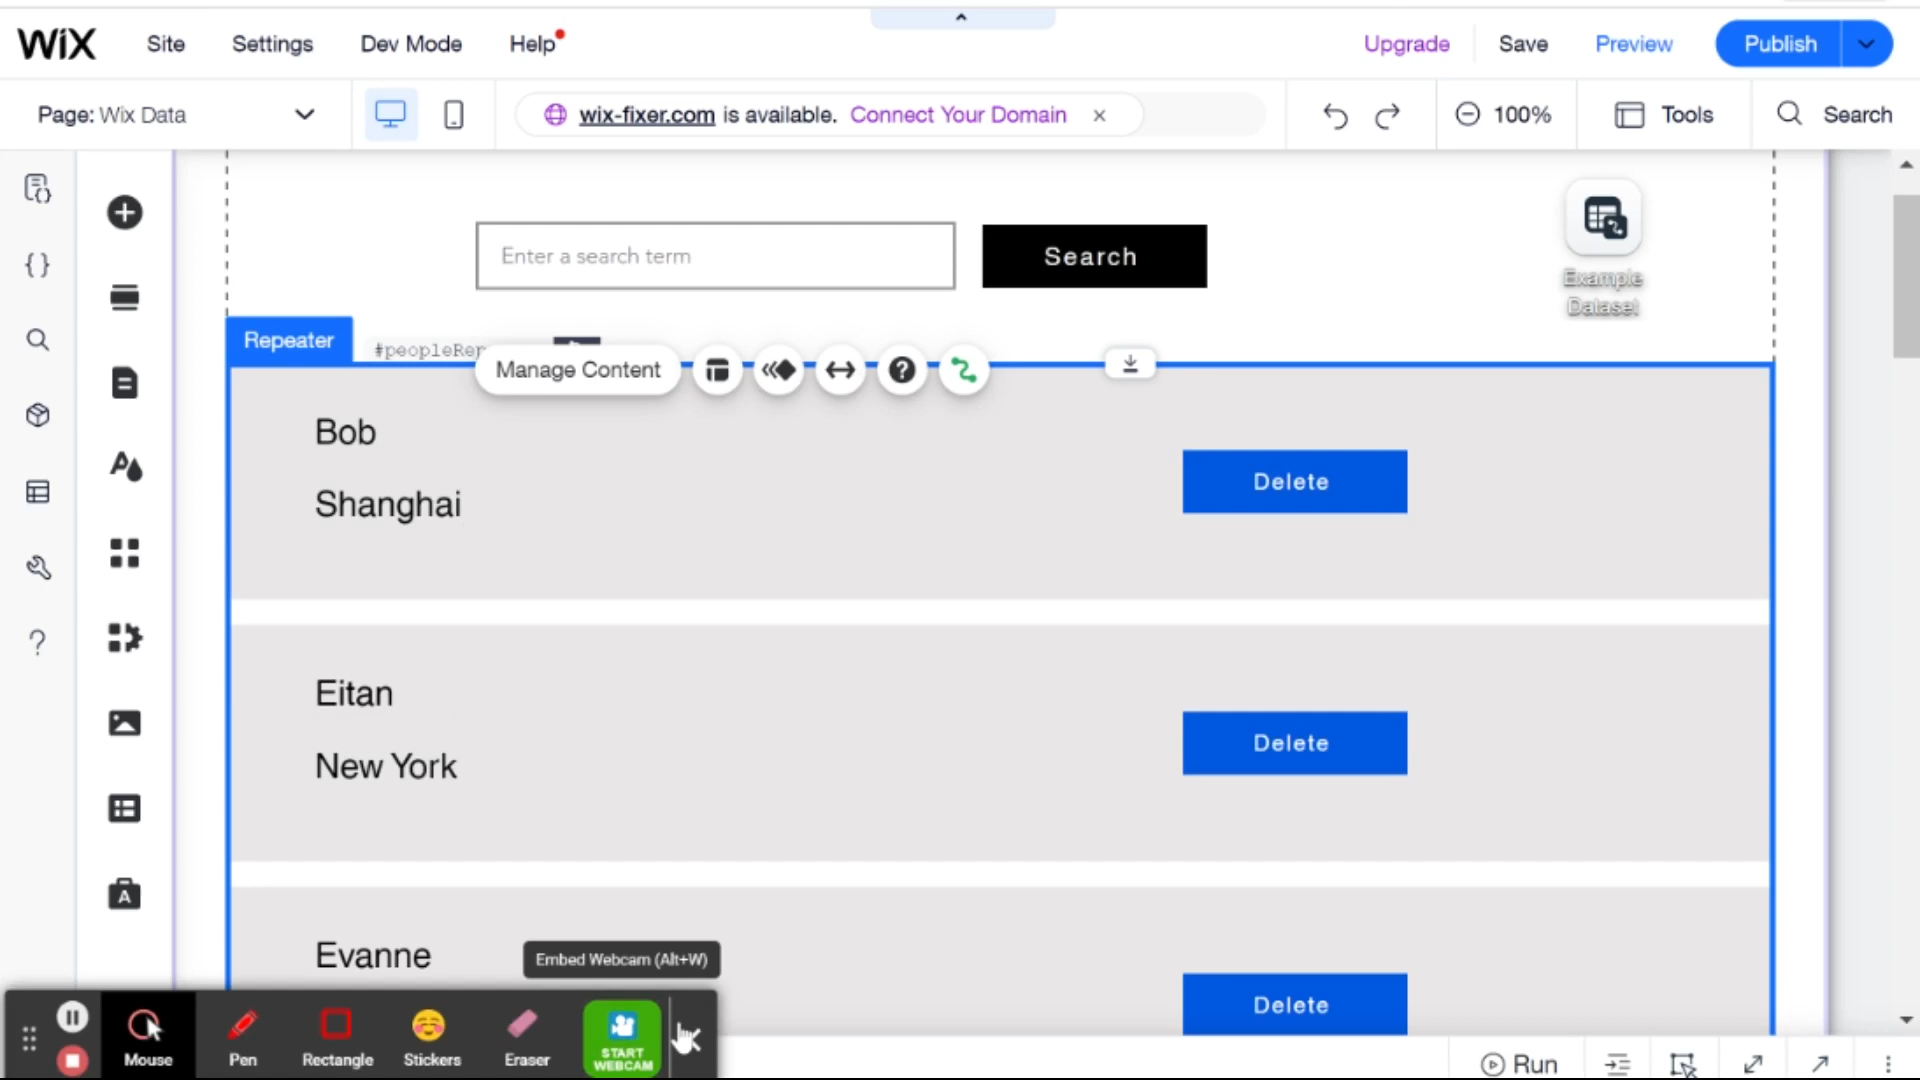 WiX Site Settings Dev Mode Help Upgrade Save Preview Publish
Page: Wix Data wix-fixer.com is available. Connect Your Domain × 100% Tools Search
Enter a search term Search
Example
Dataset
Repeater #peopleRep
Manage Content
Bob
Shanghai
Delete
Eitan
New York
Delete
Evanne
Delete
Embed Webcam (Alt+W)
Mouse Pen Rectangle Stickers Eraser START
WEBCAM
Run